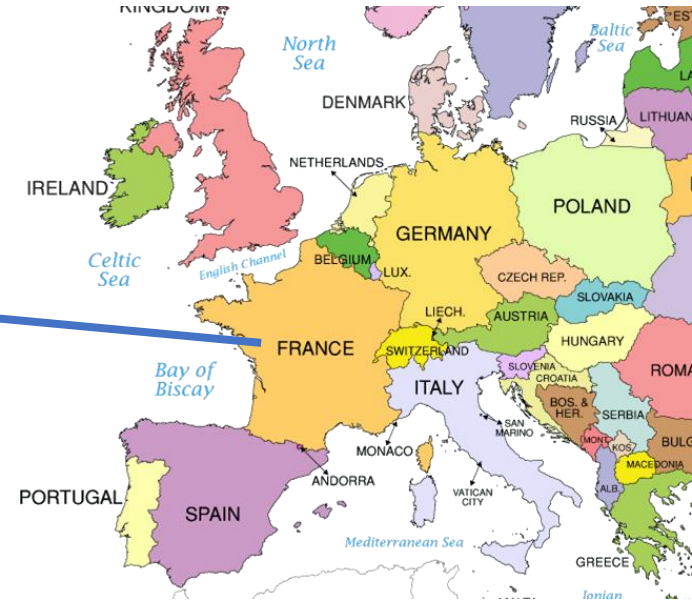 KINGDOM
North
Sea
Baltic
Sea
EST
DENMARK
LA
RUSSIA
LITHUAN
NETHERLANDS
IRELAND
POLAND
GERMANY
Celtic
Sea
English Channel
BELGIUM
LUX.
CZECH REP.
SLOVAKIA
LIECH.
AUSTRIA
FRANCE
SWITZERLAND
HUNGARY
SLOVENIA
CROATIA
ROMA
Bay of
Biscay
ITALY
BOS. &
HER.
SERBIA
SAN
MARINO
MONT.
KOS.
BULG
MONACO
MACEDONIA
ANDORRA
ALB.
VATICAN
CITY
PORTUGAL
SPAIN
Mediterranean Sea
GREECE
Ionian